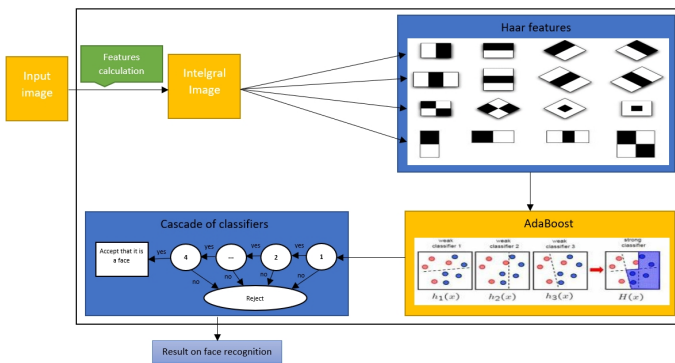 Haar features
Features
calculation
Input
image
Intelgral
Image
Cascade of classifiers
AdaBoost
weak
classifier 1
weak
classifier 2
weak
classifier 3
strong
classifier
h₁(x)
h₂(x)
h₃(x)
H(x)
Accept that it is
a face
yes
4
yes
...
yes
2
yes
1
no
no
no
no
Reject
Result on face recognition